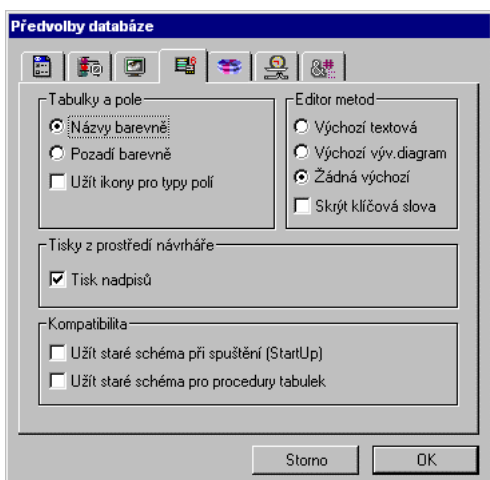 Předvolby databáze
Tabulky a pole
Názvy barevně
Pozadí barevně
Užít ikony pro typy polí
Editor metod
Výchozí textová
Výchozí výv.diagram
Žádná výchozí
Skrýt klíčová slova
Tisky z prostředí návrháře
Tisk nadpisů
Kompatibilita
Užít staré schéma při spuštění (StartUp)
Užít staré schéma pro procedury tabulek
Storno
OK